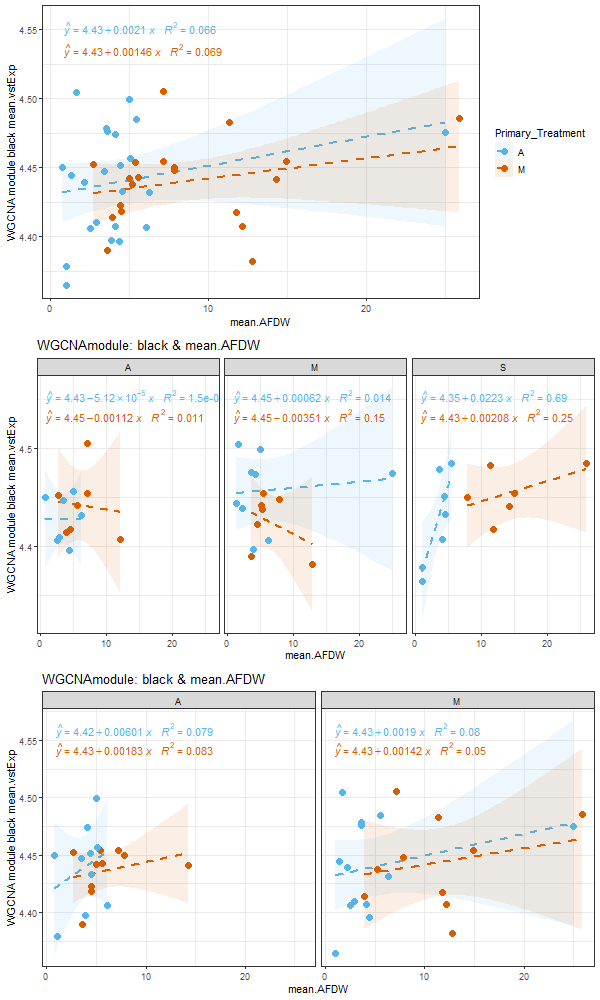 ŷ = 4.43 + 0.0021 x R² = 0.066
ŷ = 4.43 + 0.00146 x R² = 0.069
4.55
4.50
4.45
4.40
WGCNA module black mean.vstExp
0
10
20
mean.AFDW
Primary_Treatment
A
M
WGCNAmodule: black & mean.AFDW
A
M
S
ŷ = 4.43 − 5.12 × 10⁻⁵ x R² = 1.5e-0
ŷ = 4.45 + 0.00062 x R² = 0.014
ŷ = 4.35 + 0.0223 x R² = 0.69
ŷ = 4.45 − 0.00112 x R² = 0.011
ŷ = 4.45 − 0.00351 x R² = 0.15
ŷ = 4.43 + 0.00208 x R² = 0.25
4.5
4.4
WGCNA module black mean.vstExp
0 10 20
0 10 20
0 10 20
mean.AFDW
WGCNAmodule: black & mean.AFDW
A
M
ŷ = 4.42 + 0.00601 x R² = 0.079
ŷ = 4.43 + 0.0019 x R² = 0.08
ŷ = 4.43 + 0.00183 x R² = 0.083
ŷ = 4.43 + 0.00142 x R² = 0.05
4.55
4.50
4.45
4.40
WGCNA module black mean.vstExp
0 10 20
0 10 20
mean.AFDW